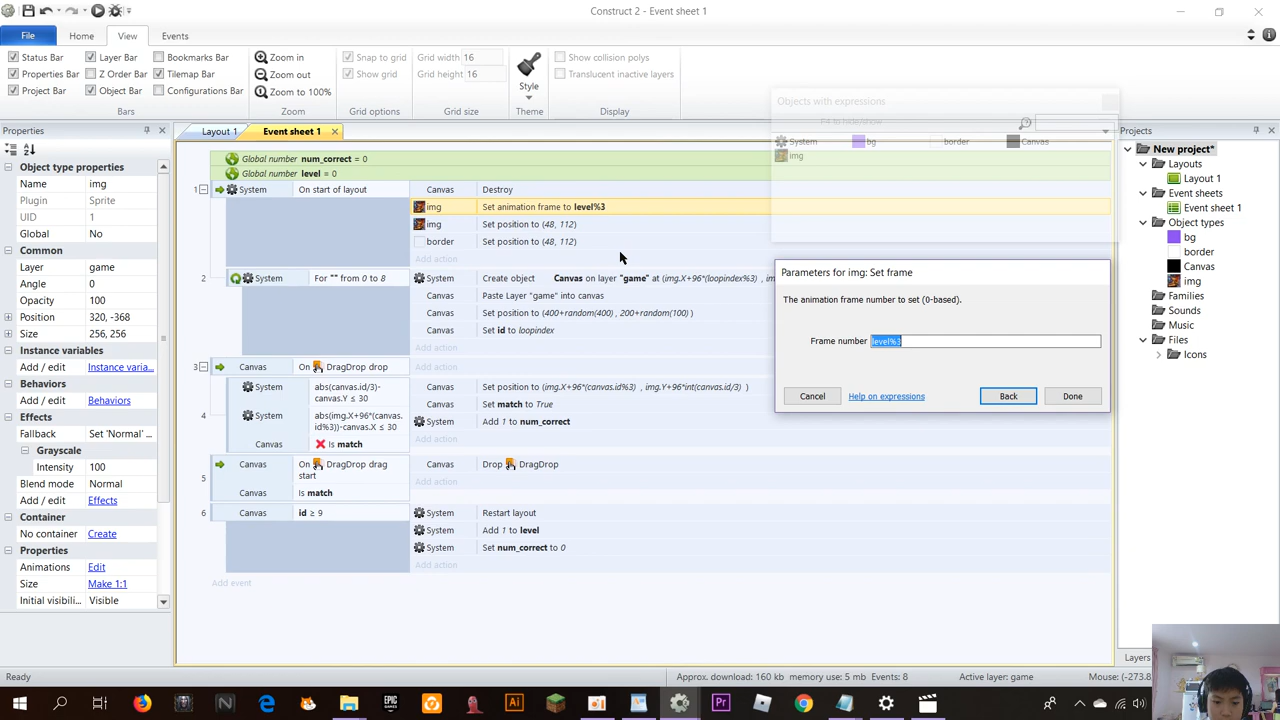 Construct 2 - Event sheet 1
File Home View Events
Status Bar Layer Bar Bookmarks Bar
Properties Bar Z Order Bar Tilemap Bar
Project Bar Object Bar Configurations Bar
Bars
Zoom in
Zoom out
Zoom to 100%
Zoom
Snap to grid
Show grid
Grid options
Grid width 16
Grid height 16
Grid size
Style
Theme
Show collision polys
Translucent inactive layers
Display
Properties
Object type properties
Name img
Plugin Sprite
UID 1
Global No
Common
Layer game
Angle 0
Opacity 100
Position 320, -368
Size 256, 256
Instance variables
Add / edit Instance varia...
Behaviors
Add / edit Behaviors
Effects
Fallback Set 'Normal' ...
Grayscale
Intensity 100
Blend mode Normal
Add / edit Effects
Container
No container Create
Properties
Animations Edit
Size Make 1:1
Initial visibili... Visible
Layout 1 Event sheet 1
Global number num_correct = 0
Global number level = 0
1 System On start of layout Canvas Destroy
img Set animation frame to level%3
img Set position to (48, 112)
border Set position to (48, 112)
Add action
2 System For "" from 0 to 8 System Create object Canvas on layer "game" at (img.X+96*(loopindex%3) , im
Canvas Paste Layer "game" into canvas
Canvas Set position to (400+random(400) , 200+random(100) )
Canvas Set id to loopindex
Add action
3 Canvas On DragDrop drop Add action
4 System abs(canvas.id/3)-
canvas.Y ≤ 30 Canvas Set position to (img.X+96*(canvas.id%3) , img.Y+96*int(canvas.id/3) )
System abs(img.X+96*(canvas.
id%3))-canvas.X ≤ 30 Canvas Set match to True
System Add 1 to num_correct
Canvas Is match Add action
5 Canvas On DragDrop drag
start Canvas Drop DragDrop
Canvas Is match Add action
6 Canvas id ≥ 9 System Restart layout
System Add 1 to level
System Set num_correct to 0
Add action
Add event
Objects with expressions
F4 to hide/show
System bg border Canvas
img
Parameters for img: Set frame
The animation frame number to set (0-based).
Frame number level%3
Cancel Help on expressions Back Done
Projects
New project*
Layouts
Layout 1
Event sheets
Event sheet 1
Object types
bg
border
Canvas
img
Families
Sounds
Music
Files
Icons
Layers
Ready Approx. download: 160 kb memory use: 5 mb Events: 8 Active layer: game Mouse: (-273.8